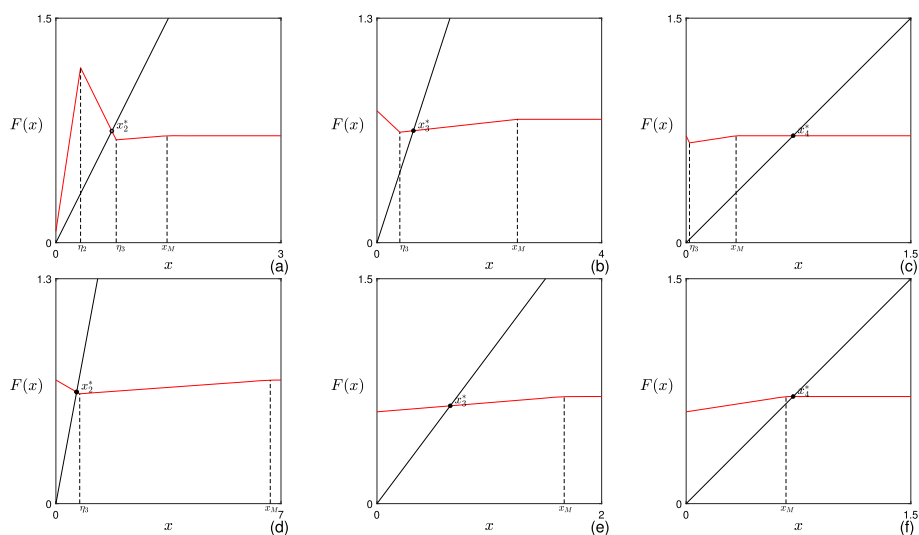 1.5
F(x)
x₂*
0
0
η₂
η₃
x_M
3
x
(a)
1.3
F(x)
x₃*
0
0
η₃
x_M
4
x
(b)
1.5
F(x)
x₄*
0
0
η₃
x_M
1.5
x
(c)
1.3
F(x)
x₂*
0
0
η₃
x_M
7
x
(d)
1.5
F(x)
x₃*
0
0
x_M
2
x
(e)
1.5
F(x)
x₄*
0
0
x_M
1.5
x
(f)